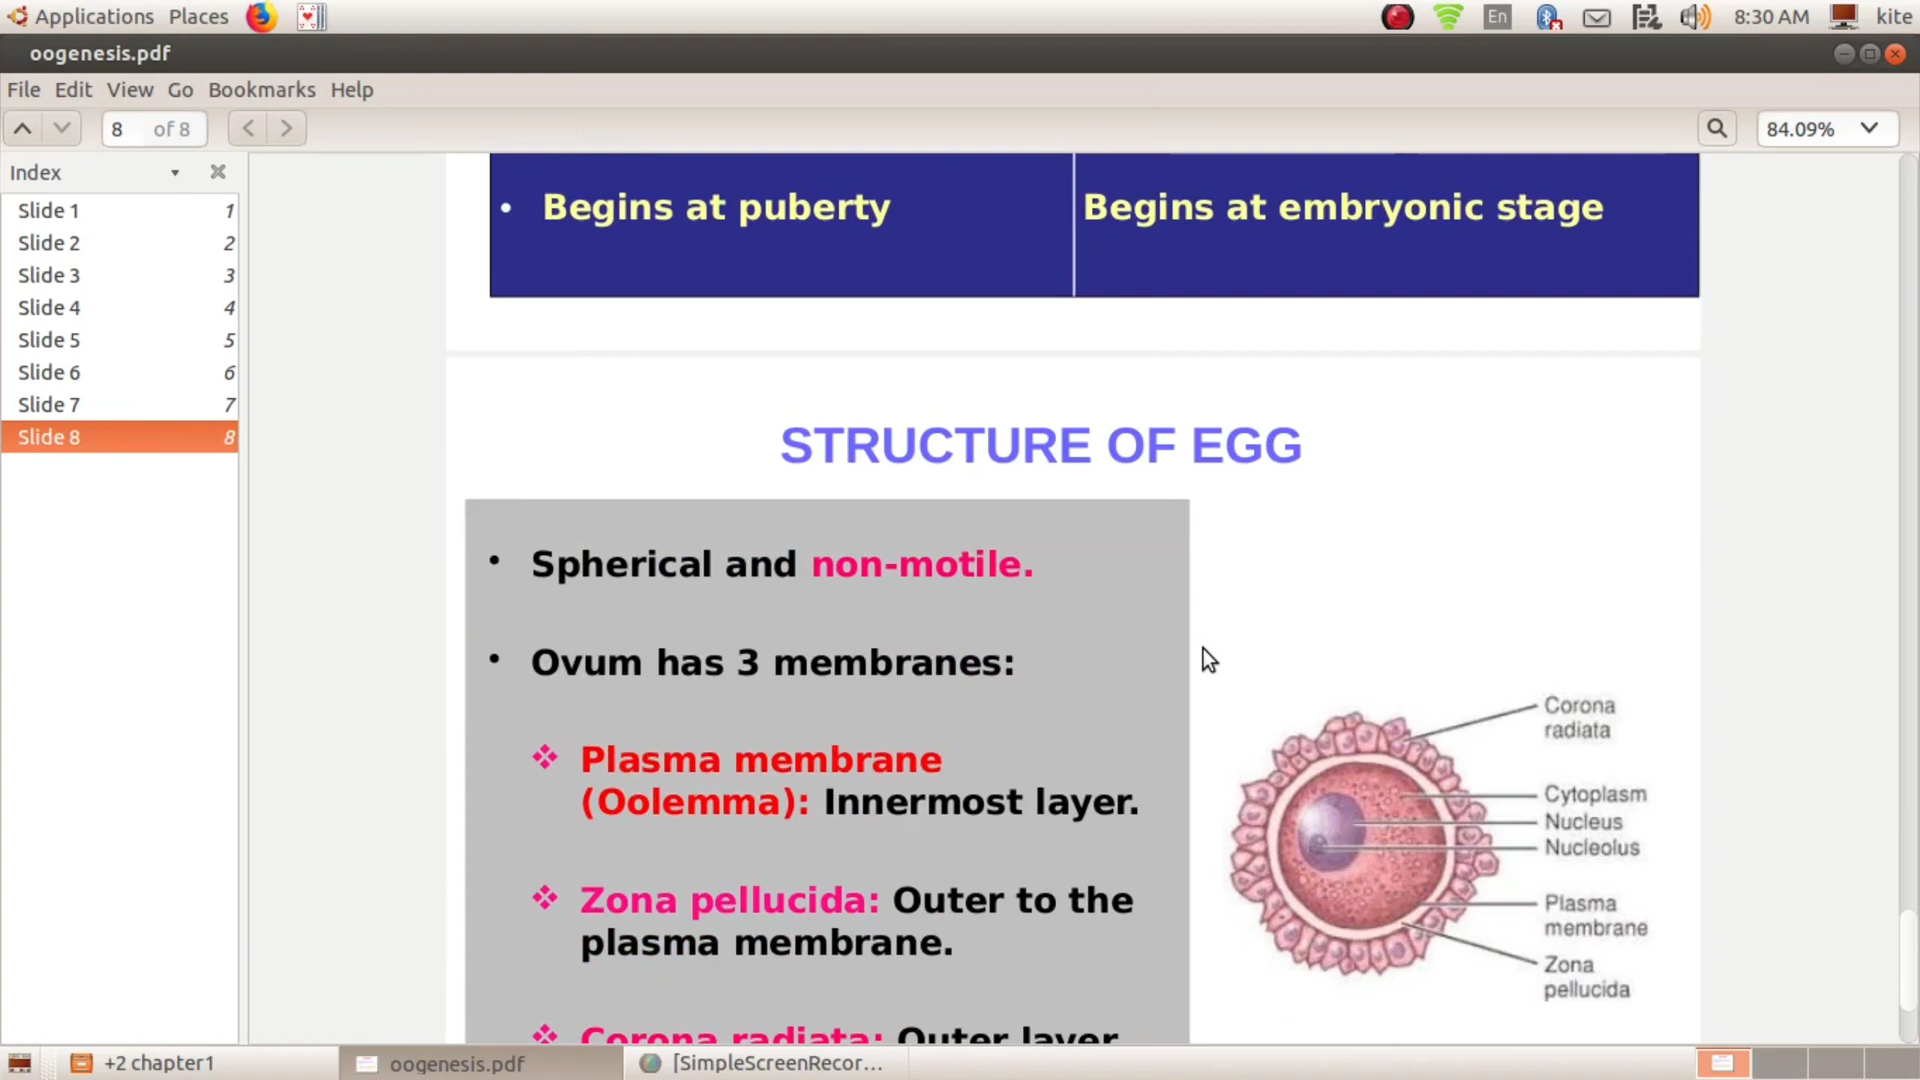 Applications Places En 8:30 AM kite
oogenesis.pdf
File Edit View Go Bookmarks Help
8 of 8 84.09%
Index
Slide 1 1
Slide 2 2
Slide 3 3
Slide 4 4
Slide 5 5
Slide 6 6
Slide 7 7
Slide 8 8
• Begins at puberty
Begins at embryonic stage
STRUCTURE OF EGG
• Spherical and non-motile.
• Ovum has 3 membranes:
❖ Plasma membrane
(Oolemma): Innermost layer.
❖ Zona pellucida: Outer to the
plasma membrane.
❖ Corona radiata: Outer layer
Corona
radiata
Cytoplasm
Nucleus
Nucleolus
Plasma
membrane
Zona
pellucida
+2 chapter1
oogenesis.pdf
[SimpleScreenRecor...